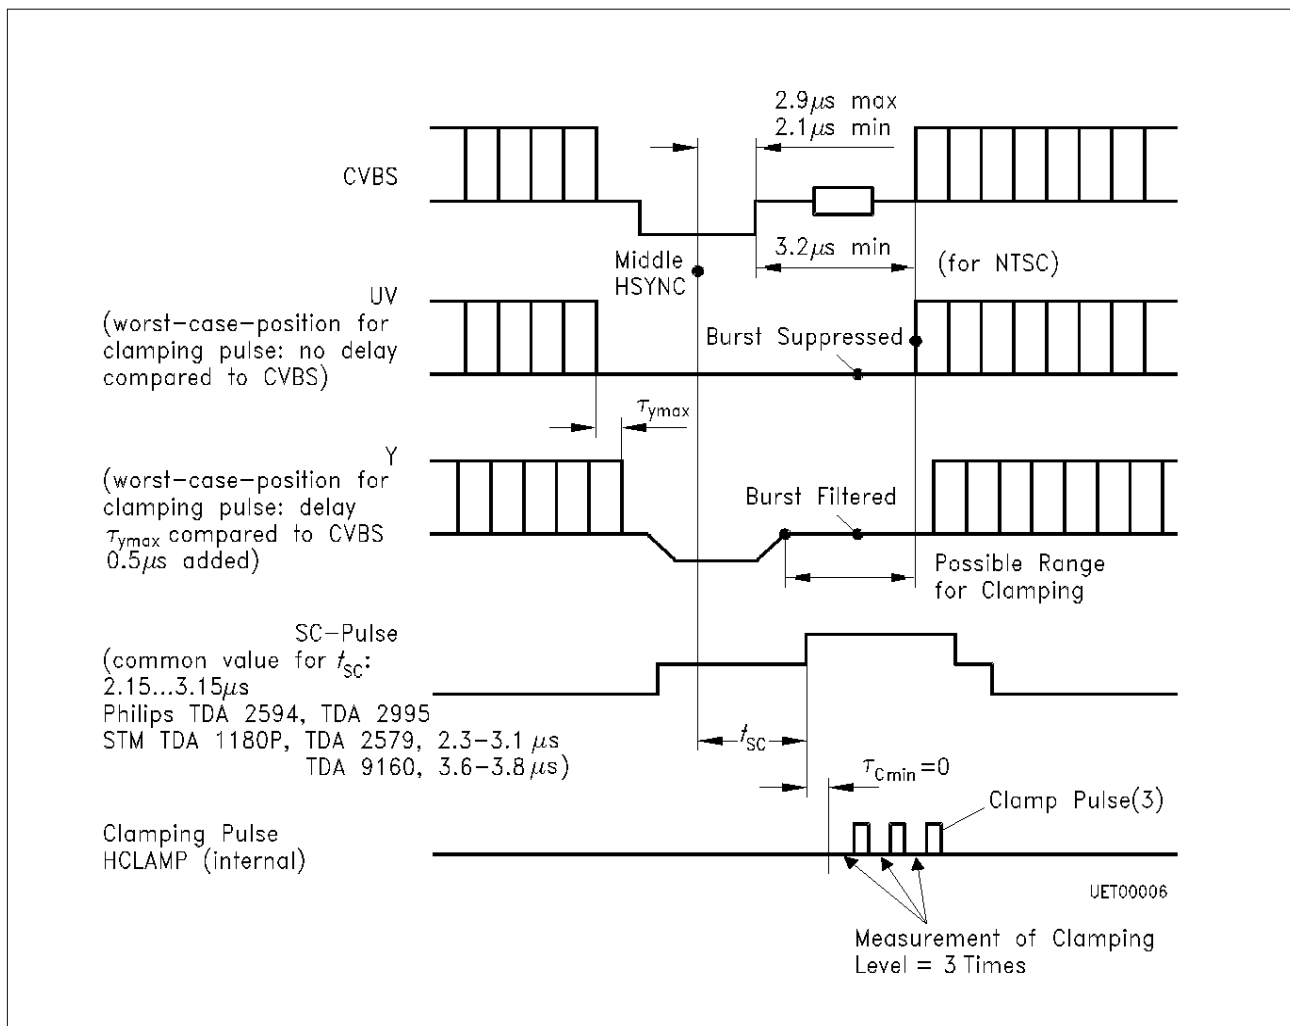 2.9μs max
2.1μs min
CVBS
3.2μs min
(for NTSC)
Middle
HSYNC
UV
(worst-case-position for
clamping pulse: no delay
compared to CVBS)
Burst Suppressed
τymax
Y
(worst-case-position for
clamping pulse: delay
τymax compared to CVBS
0.5μs added)
Burst Filtered
Possible Range
for Clamping
SC-Pulse
(common value for tSC:
2.15...3.15μs
Philips TDA 2594, TDA 2995
STM TDA 1180P, TDA 2579, 2.3-3.1 μs
TDA 9160, 3.6-3.8μs)
tSC
τCmin=0
Clamp Pulse(3)
Clamping Pulse
HCLAMP (internal)
UET00006
Measurement of Clamping
Level = 3 Times